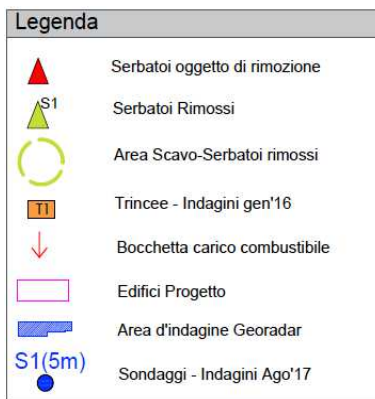 Legenda
Serbatoi oggetto di rimozione
S1
Serbatoi Rimossi
Area Scavo-Serbatoi rimossi
T1
Trincee - Indagini gen'16
Bocchetta carico combustibile
Edifici Progetto
Area d'indagine Georadar
S1(5m)
Sondaggi - Indagini Ago'17